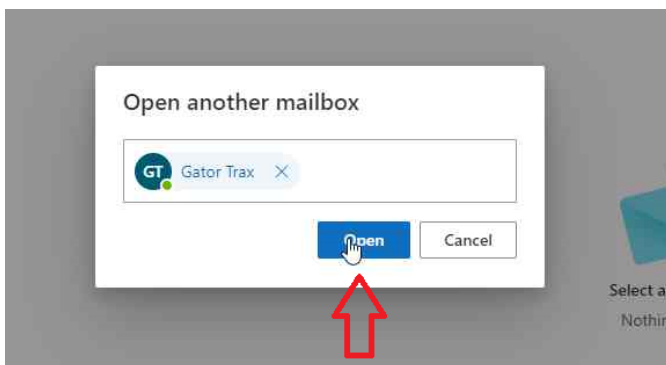 Open another mailbox
GT Gator Trax
Open Cancel
Select a
Nothin